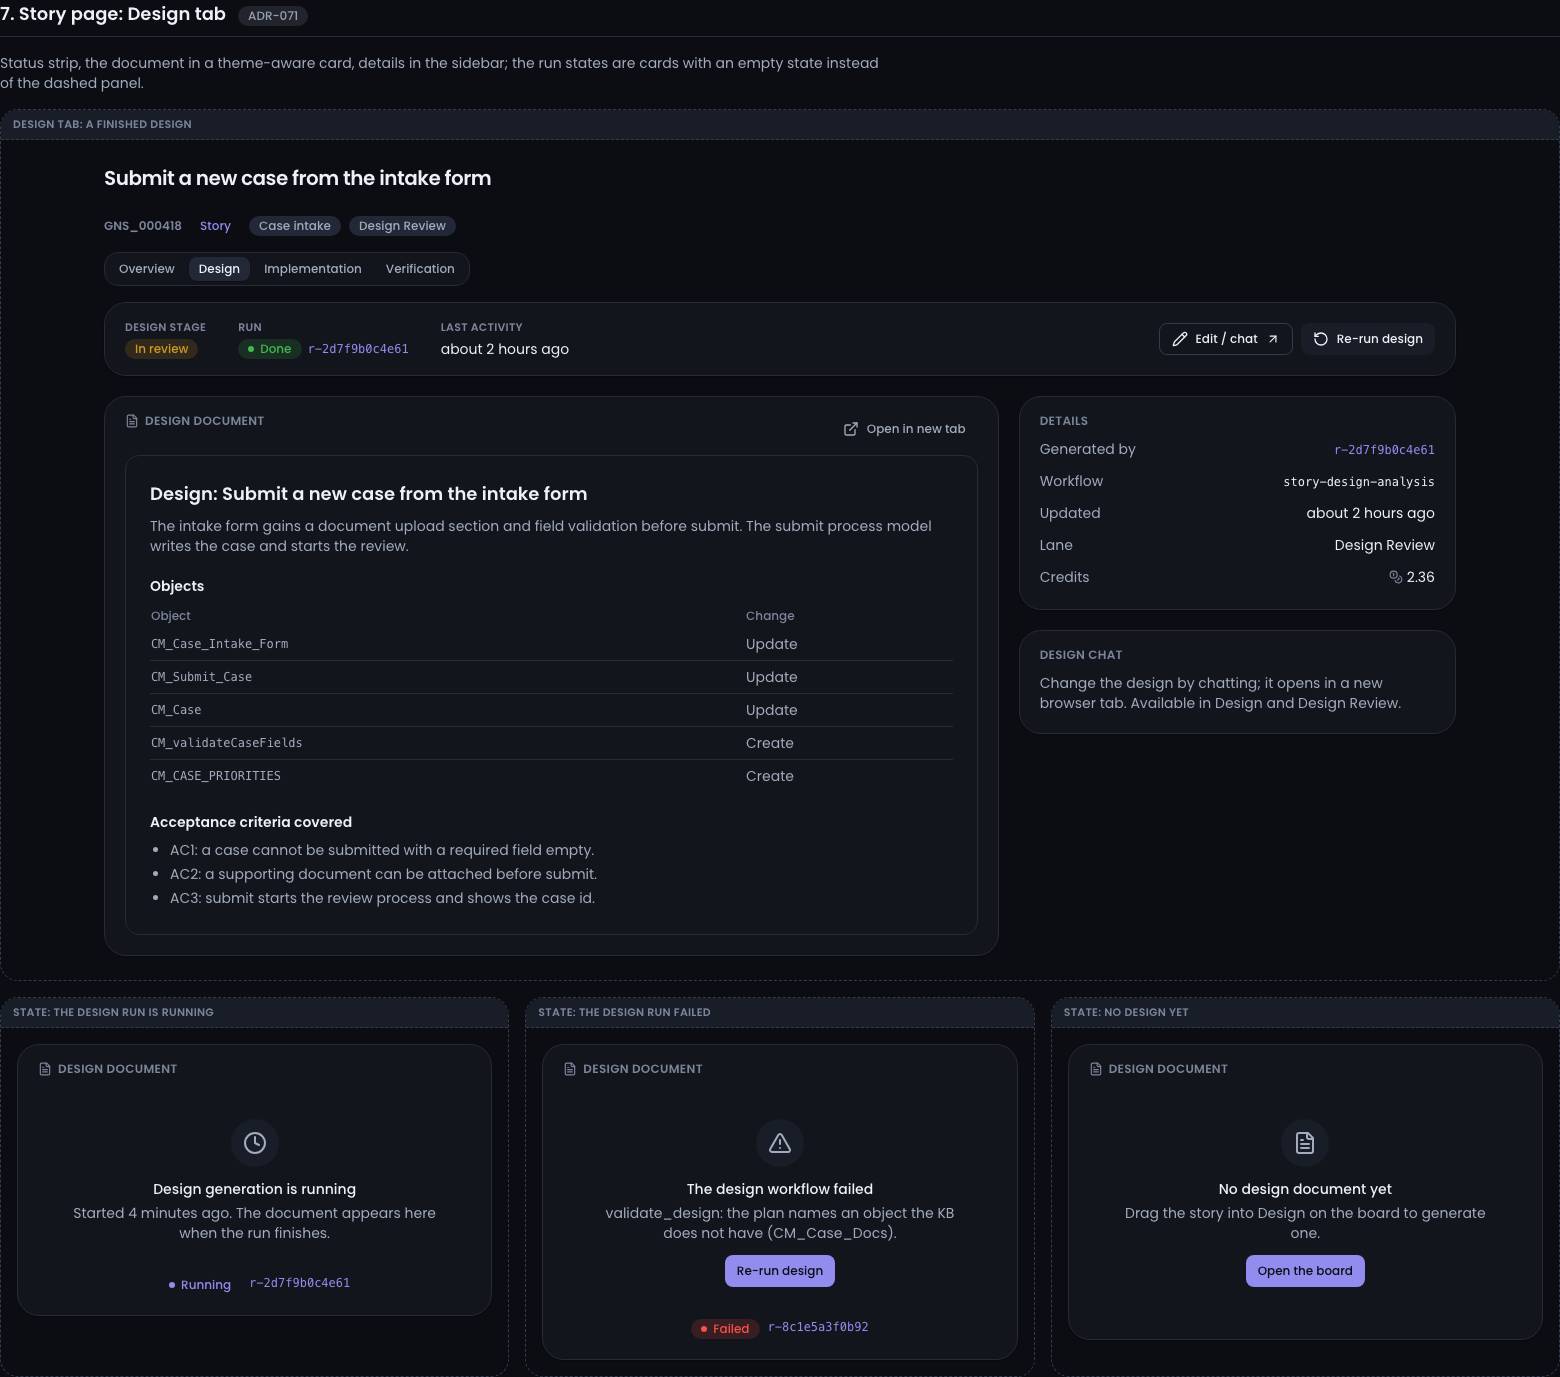 7. Story page: Design tab ADR-071
Status strip, the document in a theme-aware card, details in the sidebar; the run states are cards with an empty state instead
of the dashed panel.
DESIGN TAB: A FINISHED DESIGN
Submit a new case from the intake form
GNS_000418 Story Case intake Design Review
Overview Design Implementation Verification
DESIGN STAGE RUN LAST ACTIVITY
In review Done r-2d7f9b0c4e61 about 2 hours ago Edit / chat Re-run design
DESIGN DOCUMENT
Open in new tab
Design: Submit a new case from the intake form
The intake form gains a document upload section and field validation before submit. The submit process model
writes the case and starts the review.
Objects
Object Change
CM_Case_Intake_Form Update
CM_Submit_Case Update
CM_Case Update
CM_validateCaseFields Create
CM_CASE_PRIORITIES Create
Acceptance criteria covered
• AC1: a case cannot be submitted with a required field empty.
• AC2: a supporting document can be attached before submit.
• AC3: submit starts the review process and shows the case id.
DETAILS
Generated by r-2d7f9b0c4e61
Workflow story-design-analysis
Updated about 2 hours ago
Lane Design Review
Credits 2.36
DESIGN CHAT
Change the design by chatting; it opens in a new
browser tab. Available in Design and Design Review.
STATE: THE DESIGN RUN IS RUNNING
DESIGN DOCUMENT
Design generation is running
Started 4 minutes ago. The document appears here
when the run finishes.
Running r-2d7f9b0c4e61
STATE: THE DESIGN RUN FAILED
DESIGN DOCUMENT
The design workflow failed
validate_design: the plan names an object the KB
does not have (CM_Case_Docs).
Re-run design
Failed r-8c1e5a3f0b92
STATE: NO DESIGN YET
DESIGN DOCUMENT
No design document yet
Drag the story into Design on the board to generate
one.
Open the board